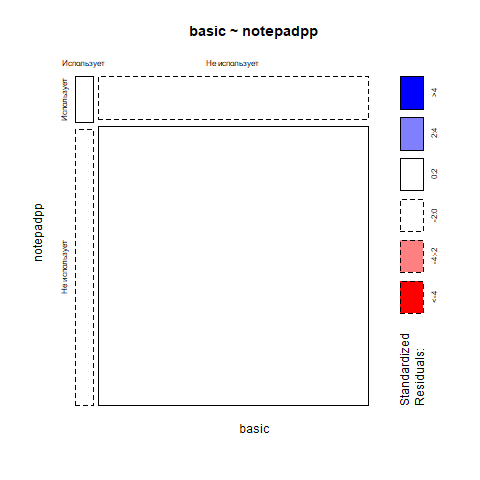 basic ~ notepadpp
Использует
Не использует
Использует
Не использует
notepadpp
basic
>4
2:4
0:2
-2:0
-4:-2
<-4
Standardized
Residuals: